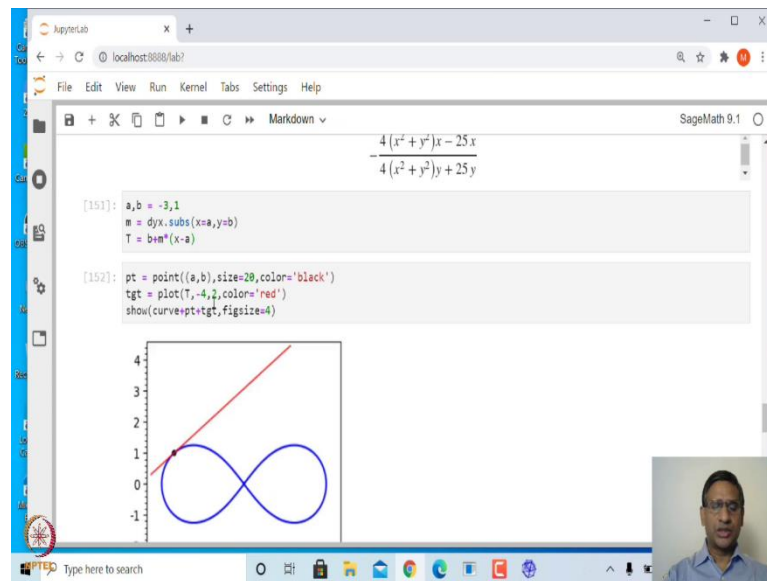 JupyterLab
localhost:8888/lab?
M
File Edit View Run Kernel Tabs Settings Help
Markdown
SageMath 9.1
4 (x² + y²)x − 25 x
−
4 (x² + y²)y + 25 y
[151]: a,b = -3,1
m = dyx.subs(x=a,y=b)
T = b+m*(x-a)
[152]: pt = point((a,b),size=20,color='black')
tgt = plot(T,-4,2,color='red')
show(curve+pt+tgt,figsize=4)
4
3
2
1
0
-1
NPTEL
Type here to search